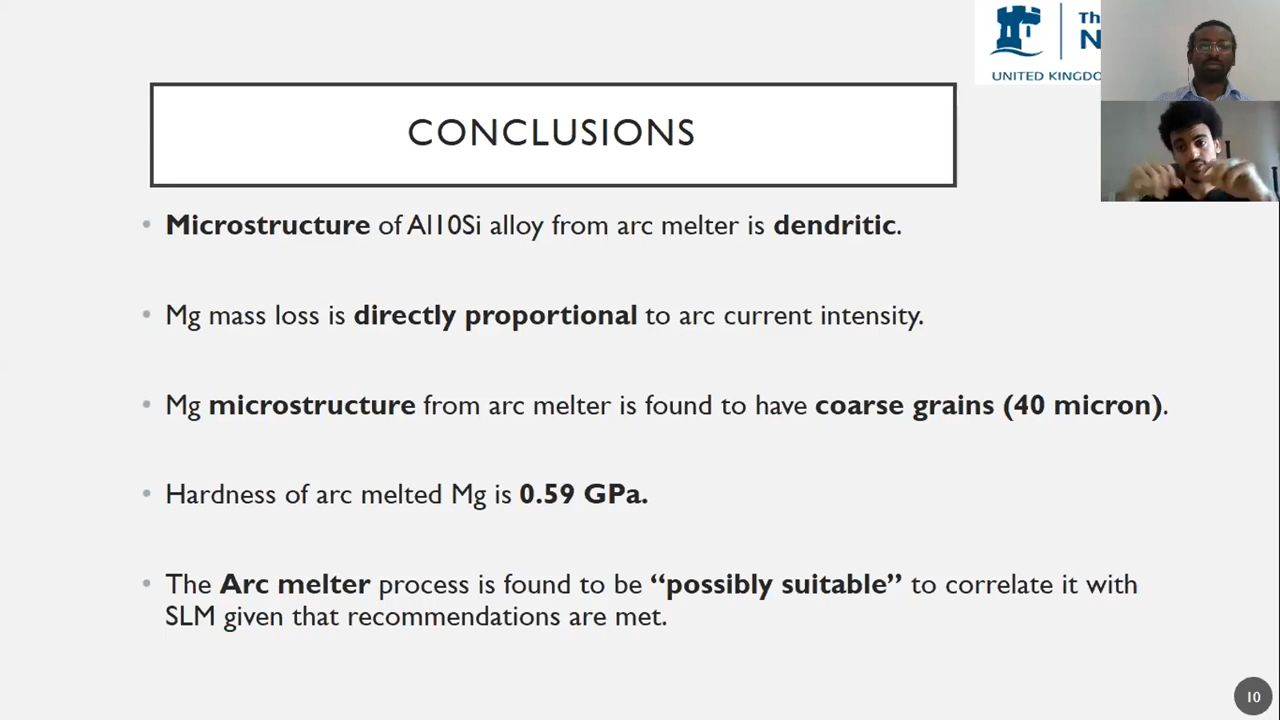 Th
N
UNITED KINGDO
CONCLUSIONS
• Microstructure of Al10Si alloy from arc melter is dendritic.
• Mg mass loss is directly proportional to arc current intensity.
• Mg microstructure from arc melter is found to have coarse grains (40 micron).
• Hardness of arc melted Mg is 0.59 GPa.
• The Arc melter process is found to be “possibly suitable” to correlate it with
SLM given that recommendations are met.
10